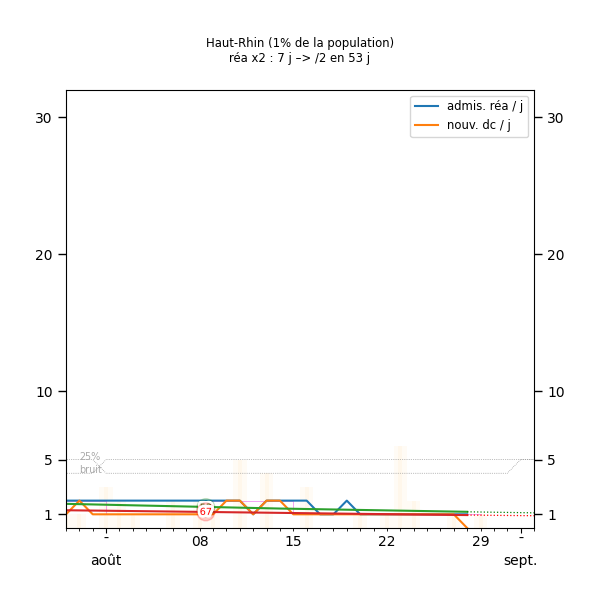 Haut-Rhin (1% de la population)
réa x2 : 7 j –> /2 en 53 j
admis. réa / j
nouv. dc / j
30
30
20
20
10
10
5
5
25%
bruit
1
1
67
-
08
15
22
29
-
août
sept.